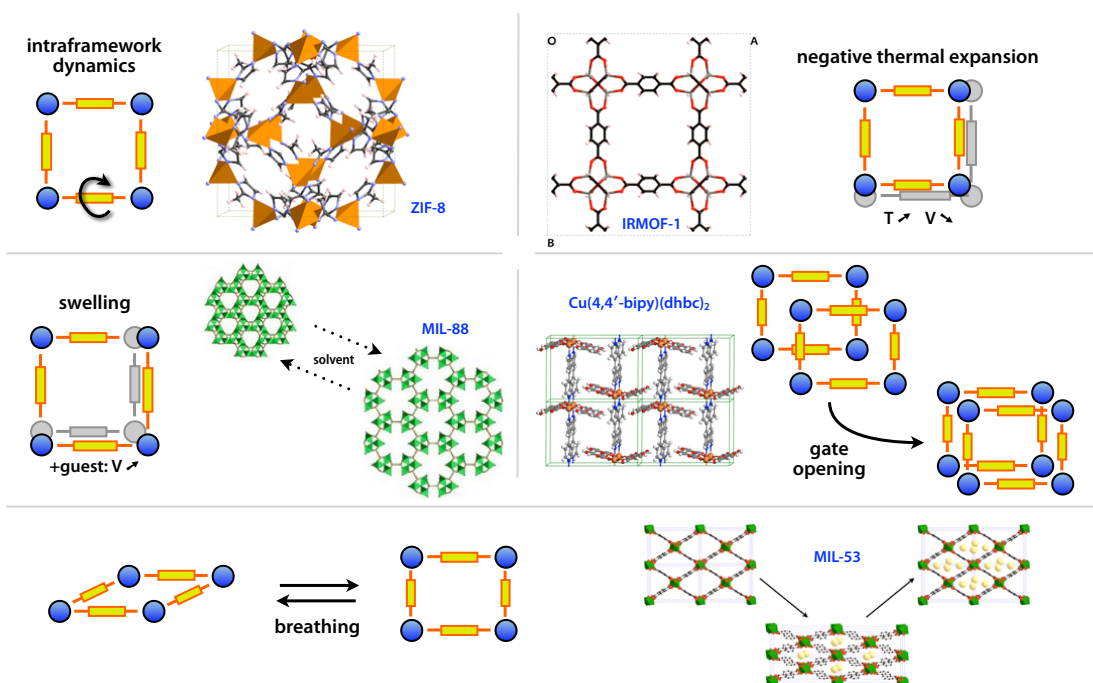 intraframework
dynamics
ZIF-8
O
A
B
IRMOF-1
negative thermal expansion
T ↗ V ↘
swelling
+guest: V ↗
MIL-88
solvent
Cu(4,4′-bipy)(dhbc)₂
gate
opening
breathing
MIL-53